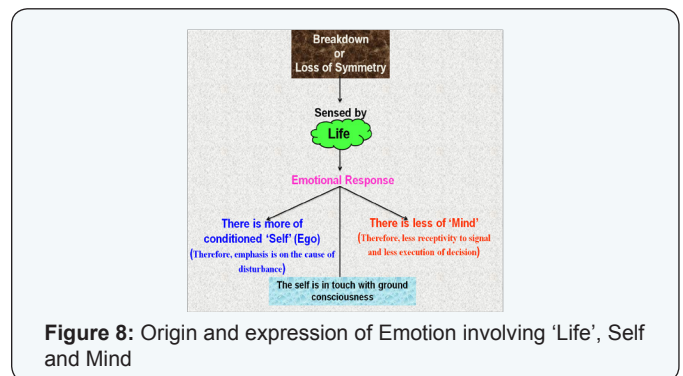 Breakdown
or
Loss of Symmetry
Sensed by
Life
Emotional Response
There is more of
conditioned 'Self' (Ego)
(Therefore, emphasis is on the cause of
disturbance)
There is less of 'Mind'
(Therefore, less receptivity to signal
and less execution of decision)
The self is in touch with ground
consciousness
Figure 8: Origin and expression of Emotion involving 'Life', Self
and Mind